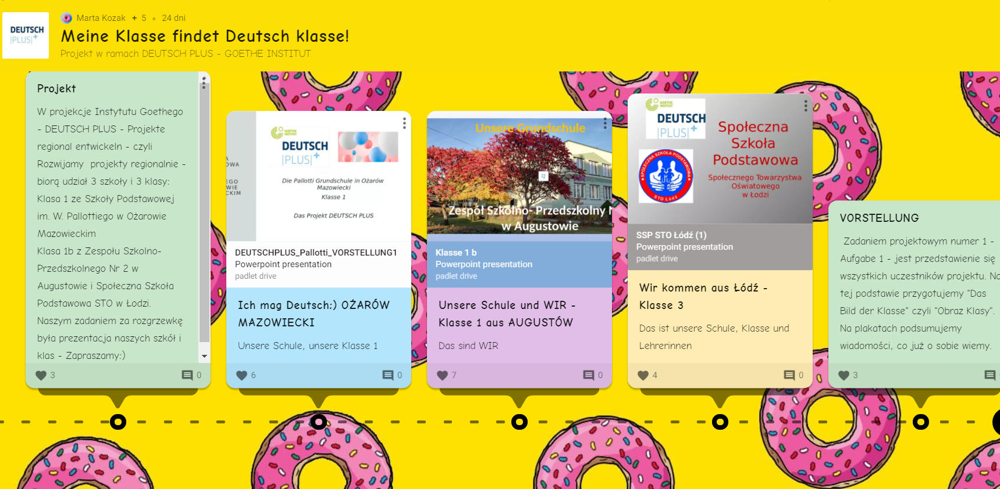 DEUTSCH
|PLUS|+
Marta Kozak + 5 • 24 dni
Meine Klasse findet Deutsch klasse!
Projekt w ramach DEUTSCH PLUS - GOETHE INSTITUT
Projekt
W projekcje Instytutu Goethego
- DEUTSCH PLUS - Projekte
regional entwickeln - czyli
Rozwijamy projekty regionalnie -
biorą udział 3 szkoły i 3 klasy:
Klasa 1 ze Szkoły Podstawowej
im. W. Pallottiego w Ożarowie
Mazowieckim
Klasa 1b z Zespołu Szkolno-
Przedszkolnego Nr 2 w
Augustowie i Społeczna Szkoła
Podstawowa STO w Łodzi.
Naszym zadaniem za rozgrzewkę
była prezentacja naszych szkół i
klas - Zapraszamy:)
3
0
GOETHE
INSTITUT
DEUTSCH
|PLUS|+
Die Pallotti Grundschule in Ożarów
Mazowiecki
Klasse 1
Das Projekt DEUTSCH PLUS
DEUTSCHPLUS_Pallotti_VORSTELLUNG1
Powerpoint presentation
padlet drive
Ich mag Deutsch:) OŻARÓW
MAZOWIECKI
Unsere Schule, unsere Klasse 1
6
0
Unsere Grundschule
Zespół Szkolno- Przedszkolny
w Augustowie
Klasse 1 b
Powerpoint presentation
padlet drive
Unsere Schule und WIR -
Klasse 1 aus AUGUSTÓW
Das sind WIR
7
0
GOETHE
INSTITUT
DEUTSCH
|PLUS|+
SPOŁECZNA SZKOŁA PODSTAWOWA
STO Łódź
Społeczna
Szkoła
Podstawowa
Społecznego Towarzystwa
Oświatowego
w Łodzi
SSP STO Łódź (1)
Powerpoint presentation
padlet drive
Wir kommen aus Łódź -
Klasse 3
Das ist unsere Schule, Klasse und
Lehrerinnen
4
0
VORSTELLUNG
Zadaniem projektowym numer 1 -
Aufgabe 1 - jest przedstawienie się
wszystkich uczestników projektu. Na
tej podstawie przygotujemy "Das
Bild der Klasse" czyli "Obraz Klasy".
Na plakatach podsumujemy
wiadomości, co już o sobie wiemy.
3